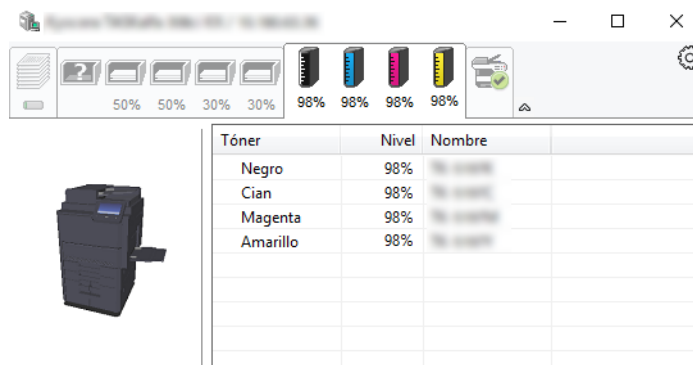 50% 50% 30% 30% 98% 98% 98% 98%
Tóner Nivel Nombre
Negro 98%
Cian 98%
Magenta 98%
Amarillo 98%